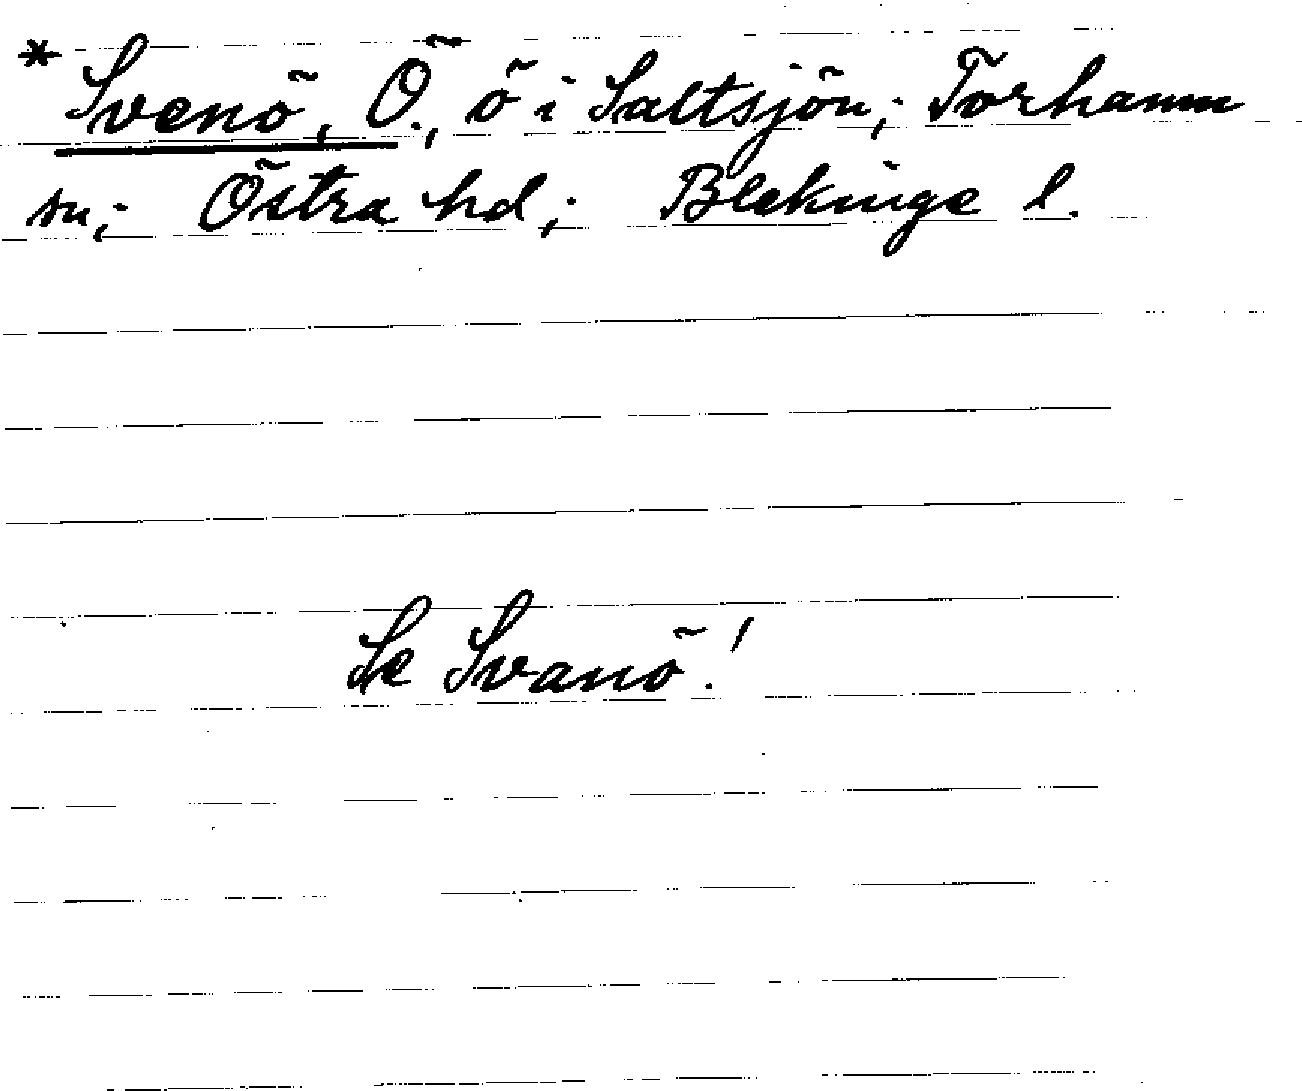 * Svenö, Ö., ö i Saltsjön; Torhamn
sn; Östra hd; Blekinge l.
Se Svanö!